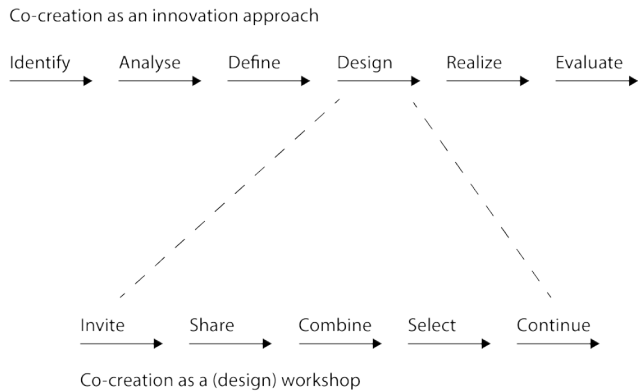 Co-creation as an innovation approach
Identify Analyse Define Design Realize Evaluate
Invite Share Combine Select Continue
Co-creation as a (design) workshop